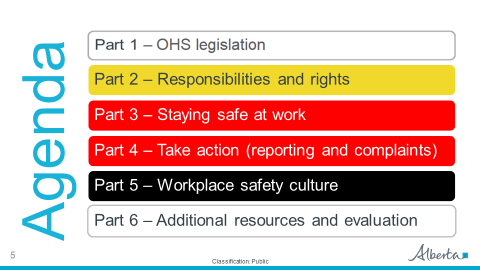 Agenda
Part 1 – OHS legislation
Part 2 – Responsibilities and rights
Part 3 – Staying safe at work
Part 4 – Take action (reporting and complaints)
Part 5 – Workplace safety culture
Part 6 – Additional resources and evaluation
5
Classification: Public
Alberta